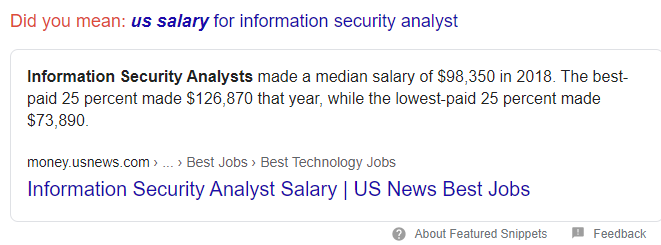 Did you mean: us salary for information security analyst
Information Security Analysts made a median salary of $98,350 in 2018. The best-
paid 25 percent made $126,870 that year, while the lowest-paid 25 percent made
$73,890.
money.usnews.com › ... › Best Jobs › Best Technology Jobs
Information Security Analyst Salary | US News Best Jobs
About Featured Snippets Feedback